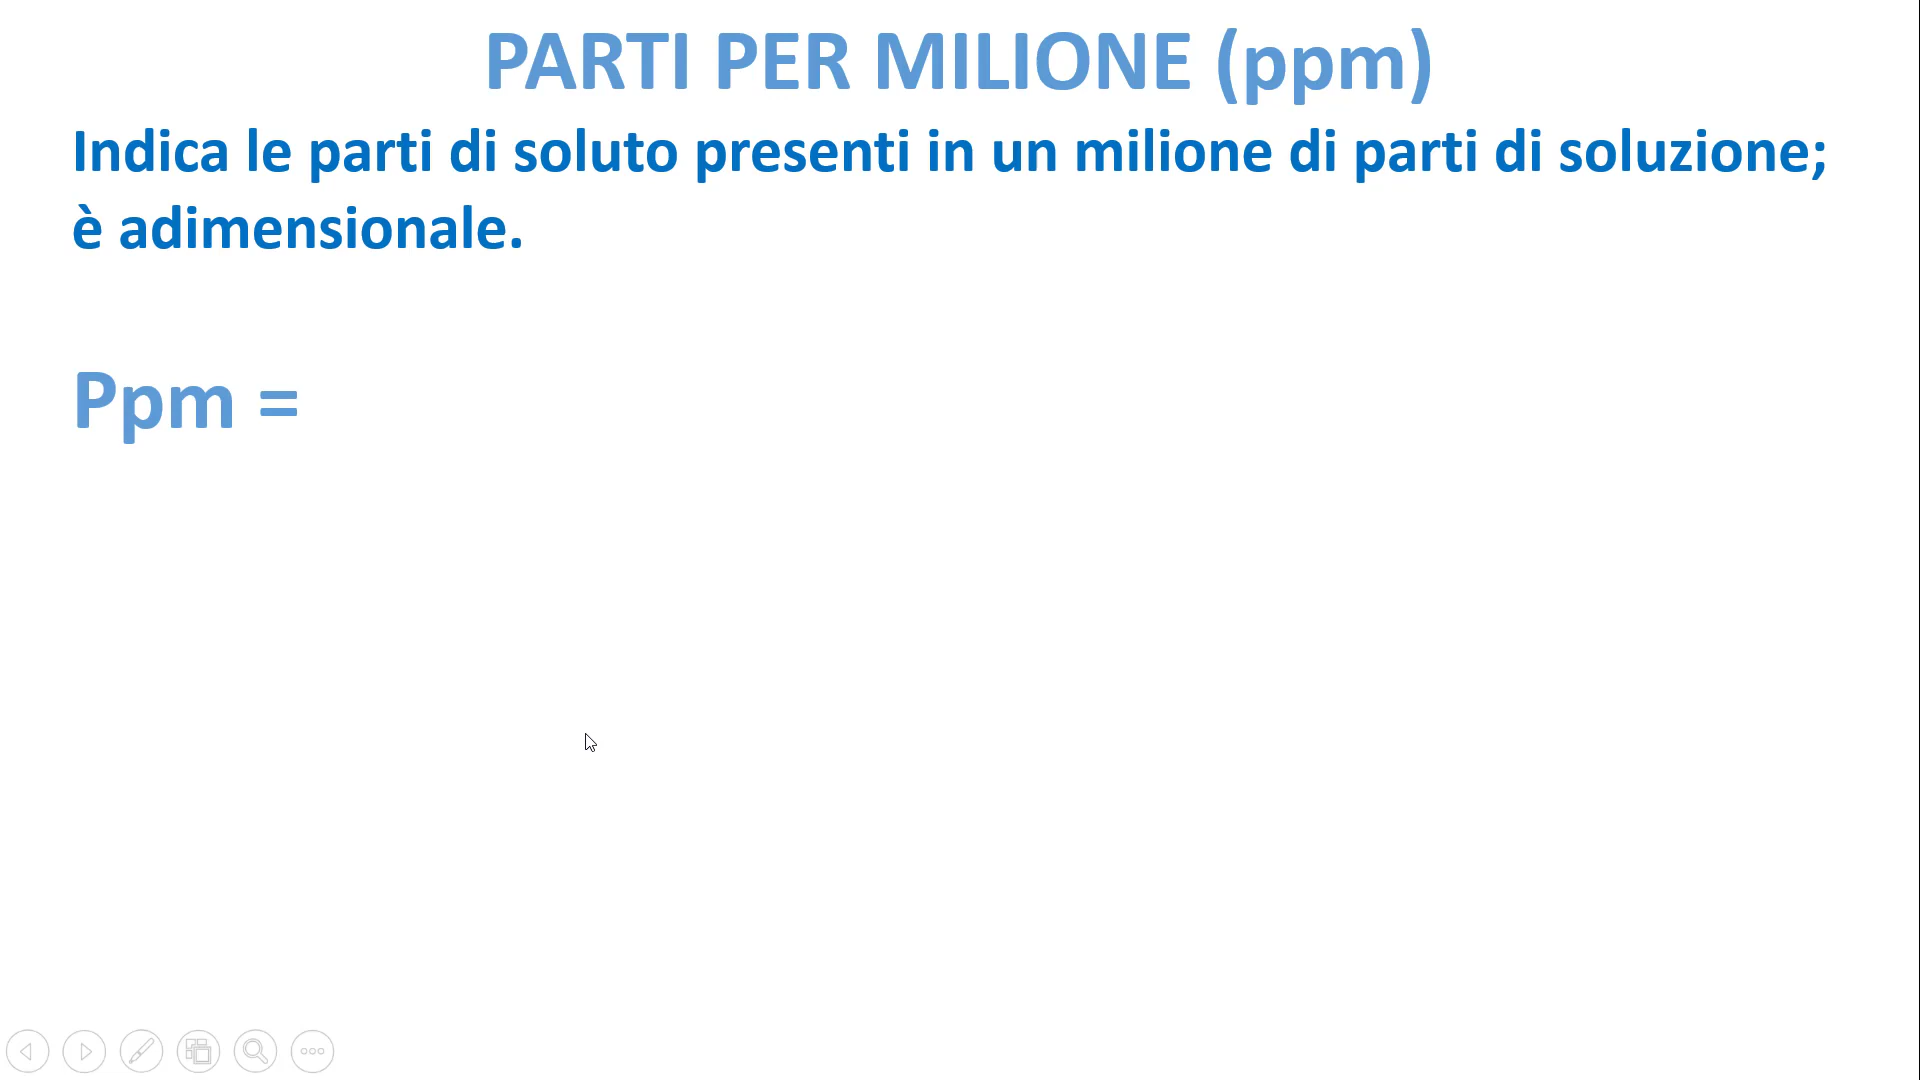 PARTI PER MILIONE (ppm)
Indica le parti di soluto presenti in un milione di parti di soluzione;
è adimensionale.
Ppm =